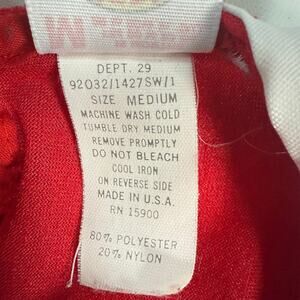 M
DEPT. 29
92032/1427SW/1
SIZE MEDIUM
MACHINE WASH COLD
TUMBLE DRY MEDIUM
REMOVE PROMPTLY
DO NOT BLEACH
COOL IRON
ON REVERSE SIDE
MADE IN U.S.A.
RN 15900
80% POLYESTER
20% NYLON